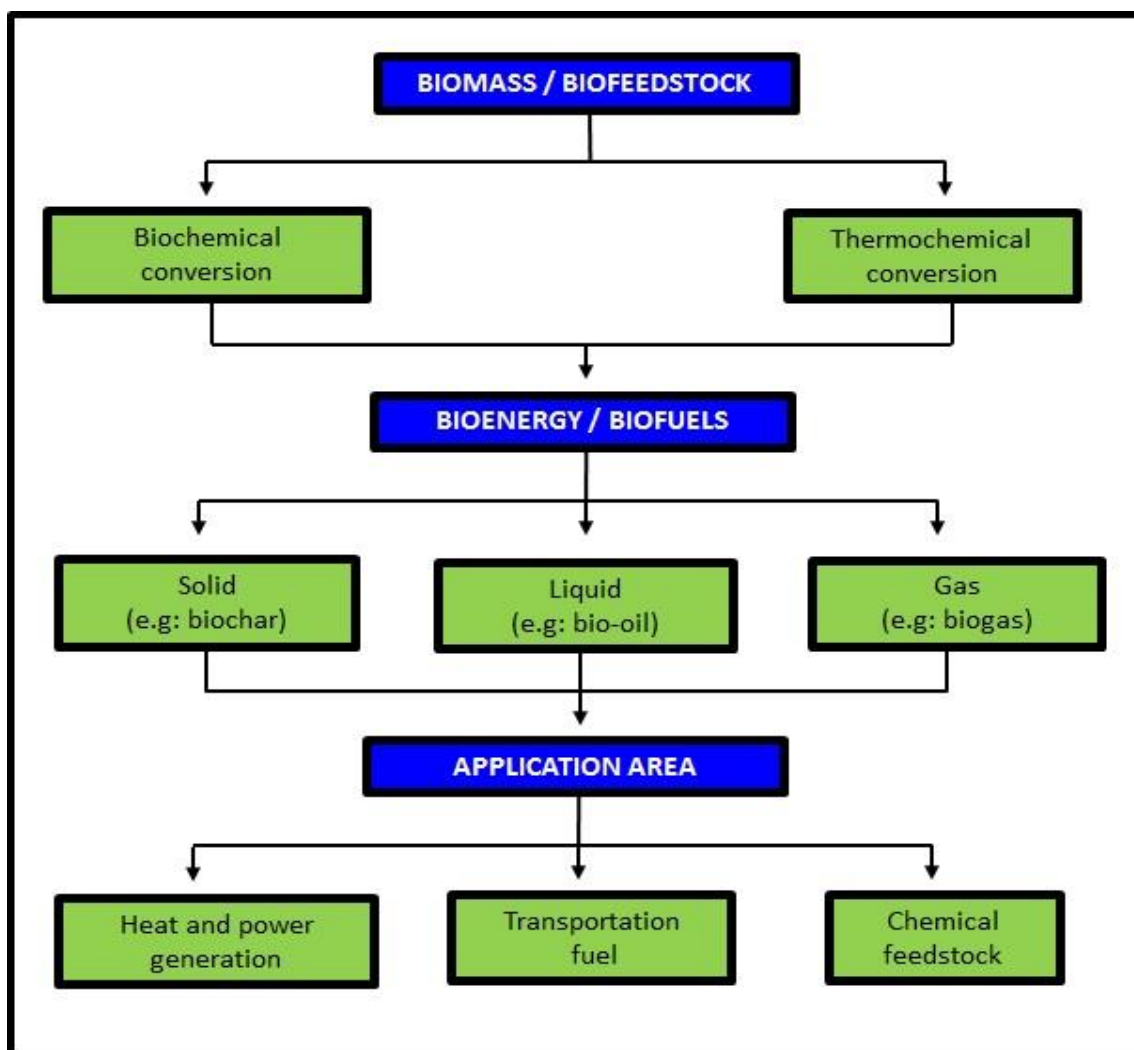 BIOMASS / BIOFEEDSTOCK
Biochemical
conversion
Thermochemical
conversion
BIOENERGY / BIOFUELS
Solid
(e.g: biochar)
Liquid
(e.g: bio-oil)
Gas
(e.g: biogas)
APPLICATION AREA
Heat and power
generation
Transportation
fuel
Chemical
feedstock